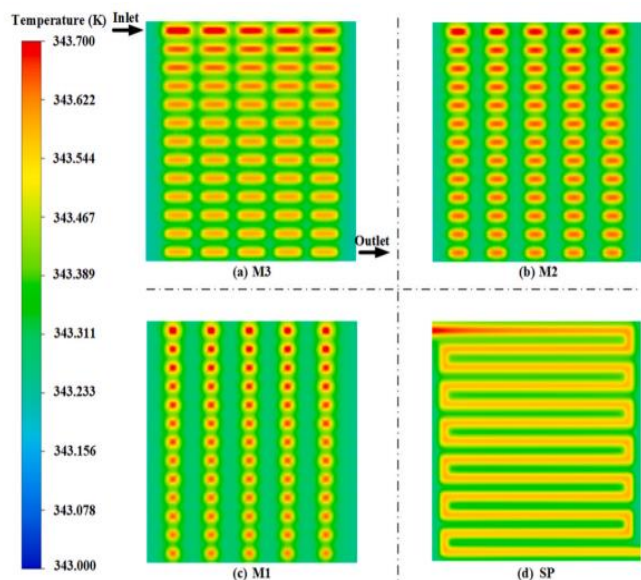 Temperature (K)
Inlet
343.700
343.622
343.544
343.467
343.389
343.311
343.233
343.156
343.078
343.000
Outlet
(a) M3
(b) M2
(c) M1
(d) SP